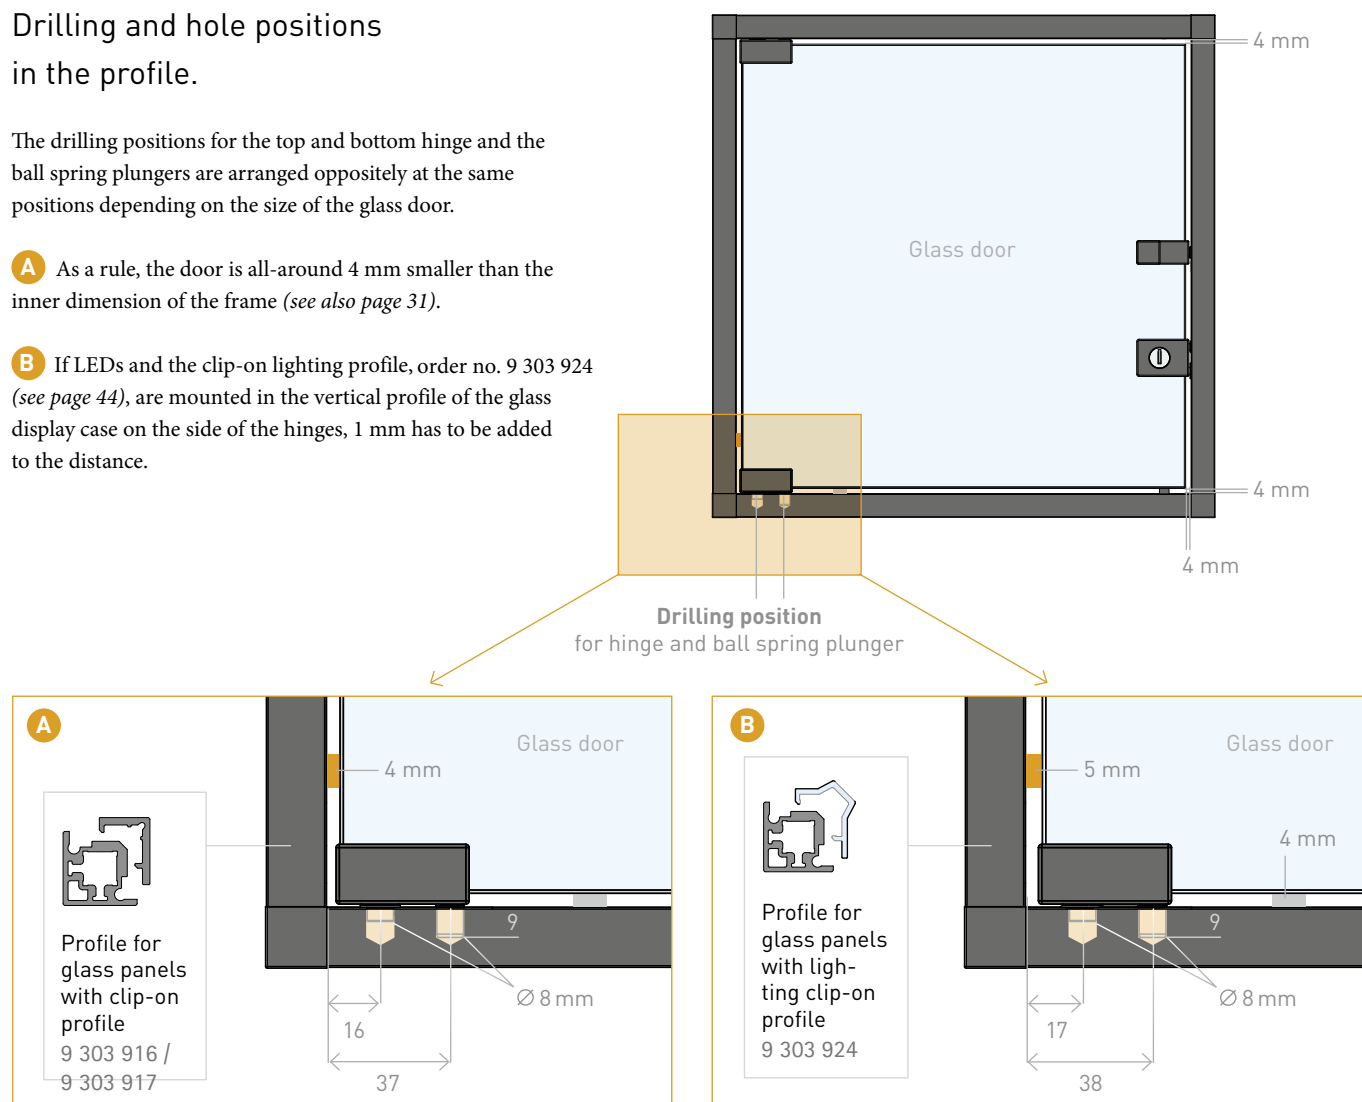 Drilling and hole positions
in the profile.
The drilling positions for the top and bottom hinge and the
ball spring plungers are arranged oppositely at the same
positions depending on the size of the glass door.
A As a rule, the door is all-around 4 mm smaller than the
inner dimension of the frame (see also page 31).
B If LEDs and the clip-on lighting profile, order no. 9 303 924
(see page 44), are mounted in the vertical profile of the glass
display case on the side of the hinges, 1 mm has to be added
to the distance.
4 mm
Glass door
4 mm
4 mm
Drilling position
for hinge and ball spring plunger
A
Glass door
4 mm
Profile for
glass panels
with clip-on
profile
9 303 916 /
9 303 917
9
Ø 8 mm
16
37
B
Glass door
5 mm
4 mm
Profile for
glass panels
with ligh-
ting clip-on
profile
9 303 924
9
Ø 8 mm
17
38